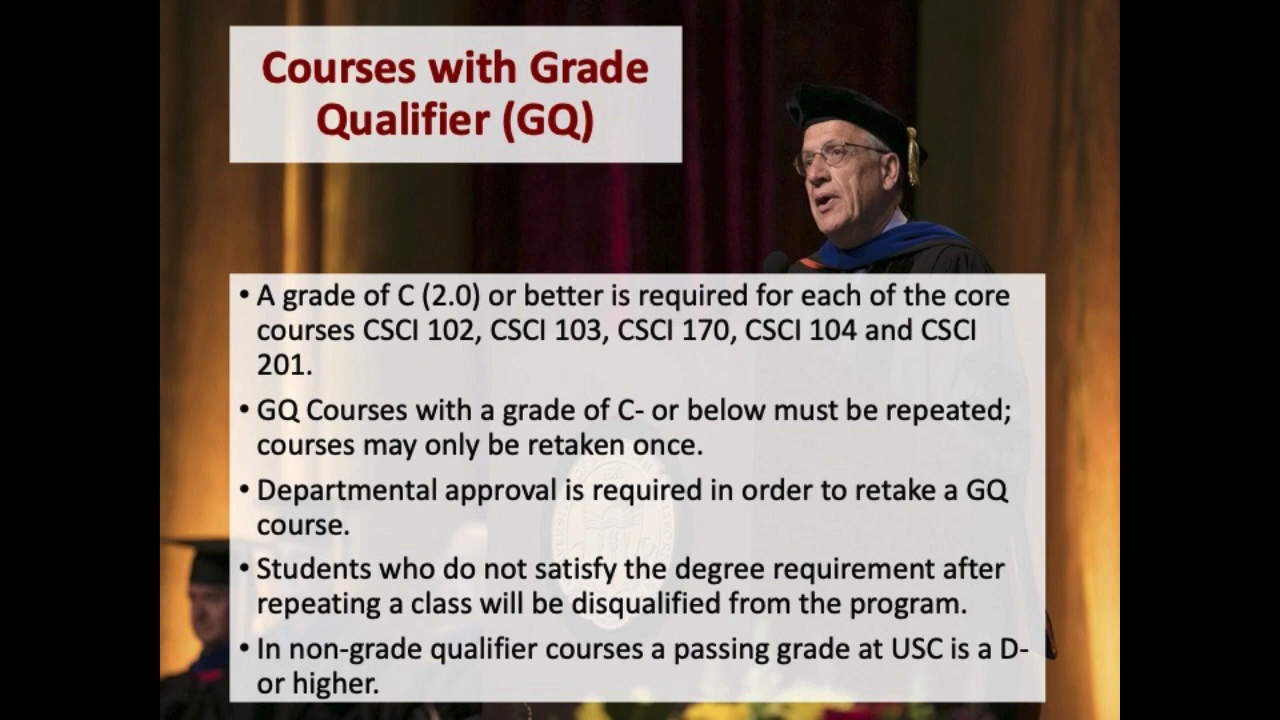 Courses with Grade
Qualifier (GQ)
• A grade of C (2.0) or better is required for each of the core
courses CSCI 102, CSCI 103, CSCI 170, CSCI 104 and CSCI
201.
• GQ Courses with a grade of C- or below must be repeated;
courses may only be retaken once.
• Departmental approval is required in order to retake a GQ
course.
• Students who do not satisfy the degree requirement after
repeating a class will be disqualified from the program.
• In non-grade qualifier courses a passing grade at USC is a D-
or higher.